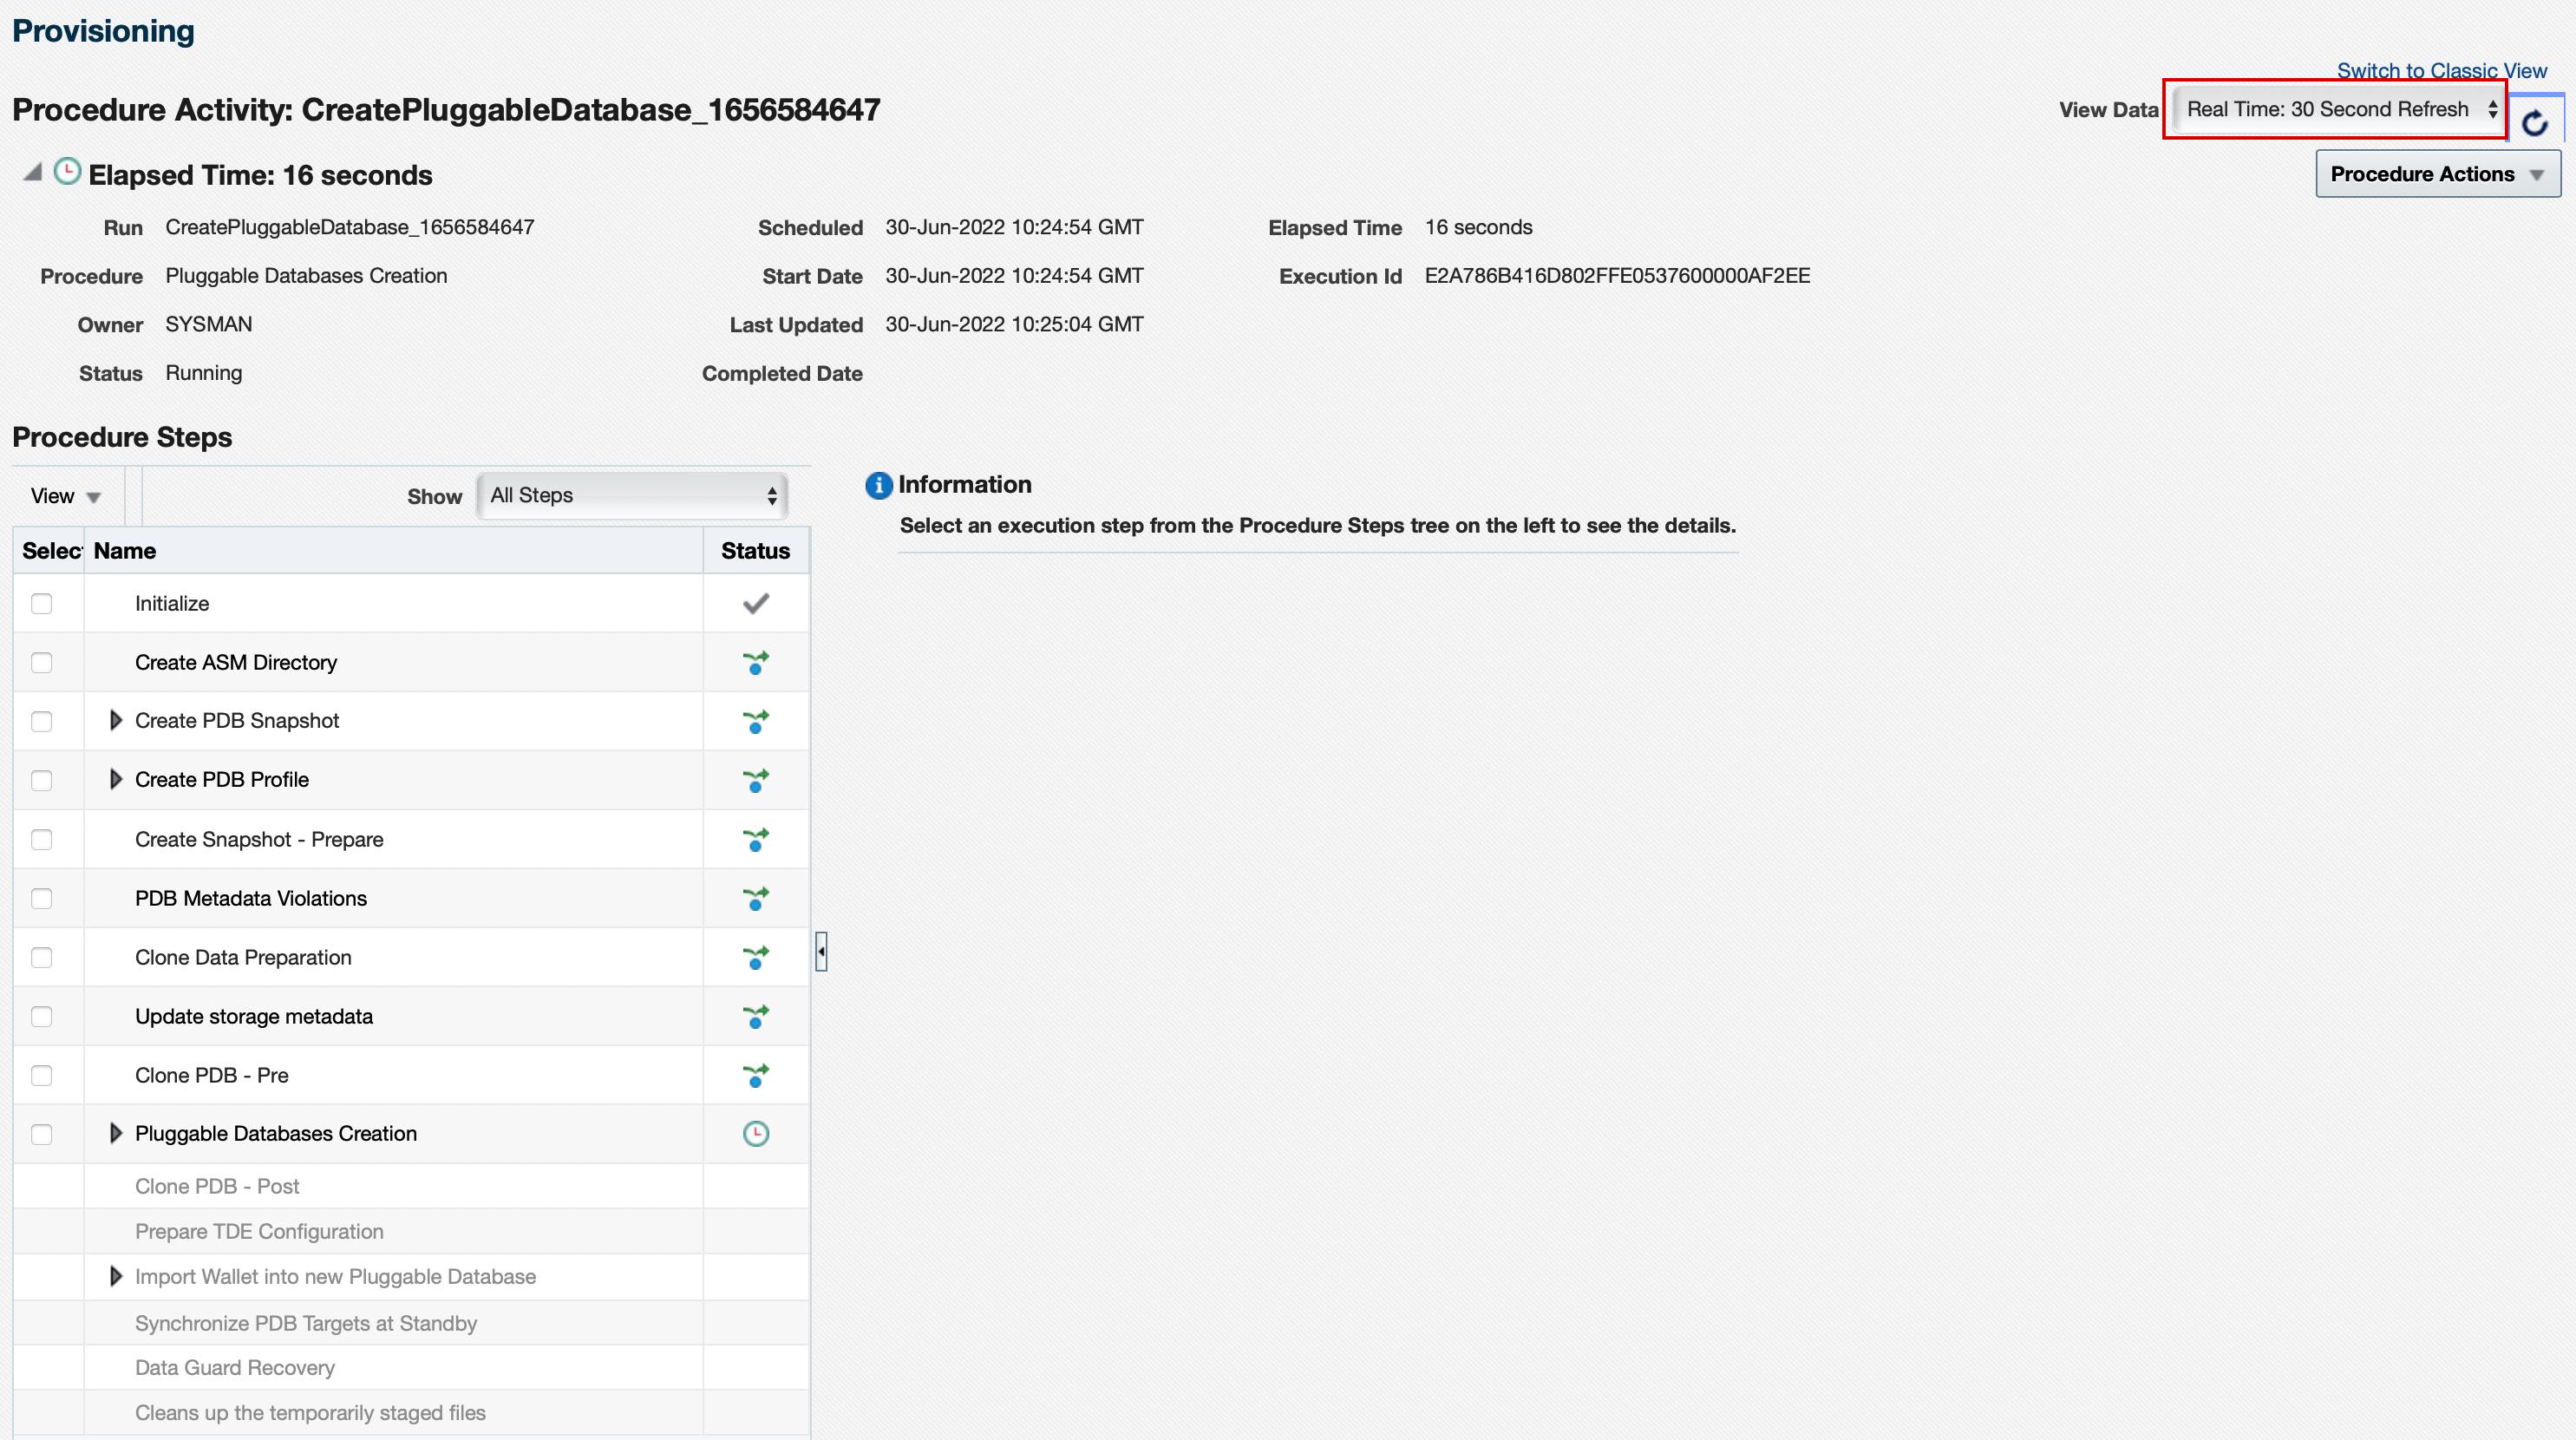 Provisioning
Switch to Classic View
Procedure Activity: CreatePluggableDatabase_1656584647
View Data Real Time: 30 Second Refresh
Elapsed Time: 16 seconds
Procedure Actions
Run CreatePluggableDatabase_1656584647 Scheduled 30-Jun-2022 10:24:54 GMT Elapsed Time 16 seconds
Procedure Pluggable Databases Creation Start Date 30-Jun-2022 10:24:54 GMT Execution Id E2A786B416D802FFE0537600000AF2EE
Owner SYSMAN Last Updated 30-Jun-2022 10:25:04 GMT
Status Running Completed Date
Procedure Steps
View Show All Steps
Information
Select an execution step from the Procedure Steps tree on the left to see the details.
Selec Name Status
Initialize
Create ASM Directory
Create PDB Snapshot
Create PDB Profile
Create Snapshot - Prepare
PDB Metadata Violations
Clone Data Preparation
Update storage metadata
Clone PDB - Pre
Pluggable Databases Creation
Clone PDB - Post
Prepare TDE Configuration
Import Wallet into new Pluggable Database
Synchronize PDB Targets at Standby
Data Guard Recovery
Cleans up the temporarily staged files